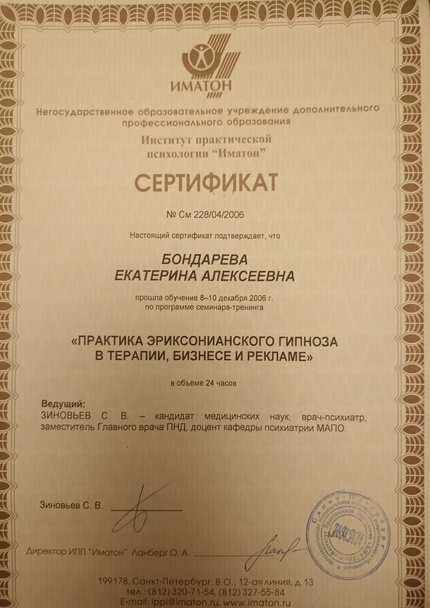 ИМАТОН
Негосударственное образовательное учреждение дополнительного
профессионального образования
Институт практической
психологии "Иматон"
СЕРТИФИКАТ
№ См 228/04/2006
Настоящий сертификат подтверждает, что
БОНДАРЕВА
ЕКАТЕРИНА АЛЕКСЕЕВНА
прошла обучение 8–10 декабря 2006 г.
по программе семинара-тренинга
«ПРАКТИКА ЭРИКСОНИАНСКОГО ГИПНОЗА
В ТЕРАПИИ, БИЗНЕСЕ И РЕКЛАМЕ»
в объеме 24 часов
Ведущий:
ЗИНОВЬЕВ С. В. – кандидат медицинских наук, врач-психиатр,
заместитель Главного врача ПНД, доцент кафедры психиатрии МАПО.
Зиновьев С. В.
Директор ИПП "Иматон" Ланберг О. А.
199178, Санкт-Петербург, В.О., 12-ая линия, д.13
тел.: (812) 320-71-54, (812) 327-55-84
E-mail: ippi@imaton.ru, www.imaton.ru